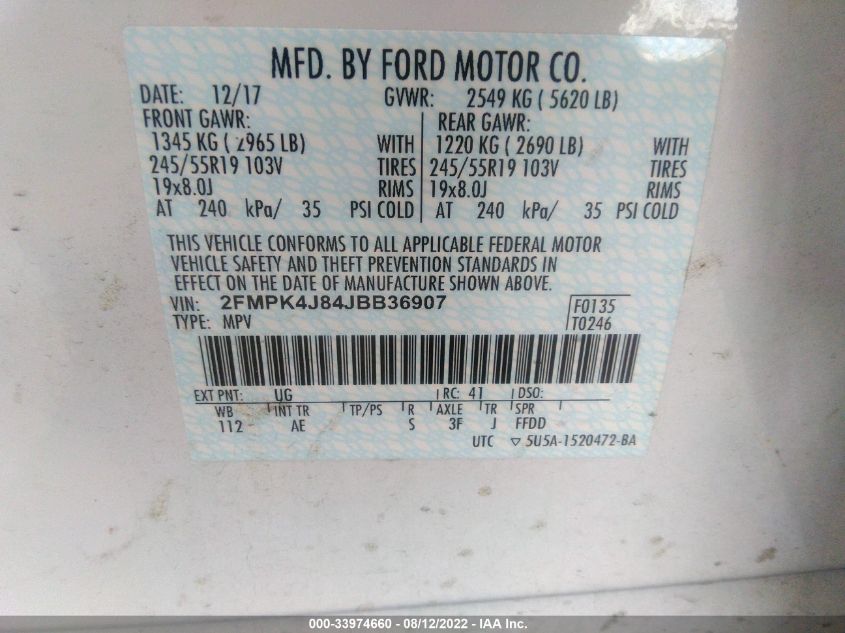 MFD. BY FORD MOTOR CO.
DATE: 12/17 GVWR: 2549 KG ( 5620 LB)
FRONT GAWR: REAR GAWR:
1345 KG ( 2965 LB) WITH 1220 KG ( 2690 LB) WITH
245/55R19 103V TIRES 245/55R19 103V TIRES
19x8.0J RIMS 19x8.0J RIMS
AT 240 kPa/ 35 PSI COLD AT 240 kPa/ 35 PSI COLD
THIS VEHICLE CONFORMS TO ALL APPLICABLE FEDERAL MOTOR
VEHICLE SAFETY AND THEFT PREVENTION STANDARDS IN
EFFECT ON THE DATE OF MANUFACTURE SHOWN ABOVE.
VIN: 2FMPK4J84JBB36907 F0135
TYPE: MPV T0246
EXT PNT: UG RC: 41 DSO:
WB INT TR TP/PS R AXLE TR SPR
112 AE S 3F J FFDD
UTC ▽ 5U5A-1520472-BA
000-33974660 - 08/12/2022 - IAA Inc.